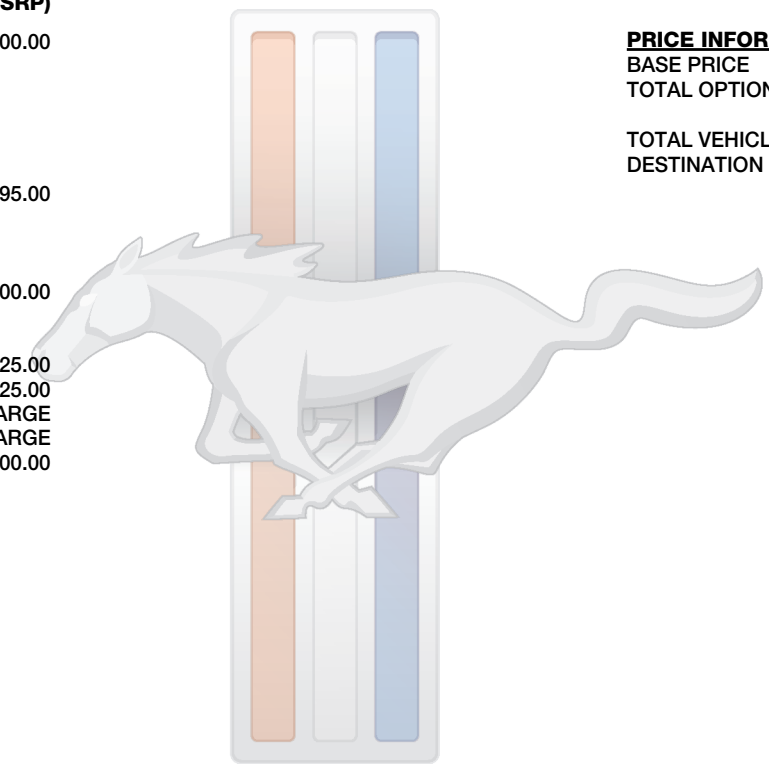 SRP)
00.00
95.00
00.00
25.00
25.00
ARGE
ARGE
00.00
PRICE INFOR
BASE PRICE
TOTAL OPTION
TOTAL VEHICL
DESTINATION